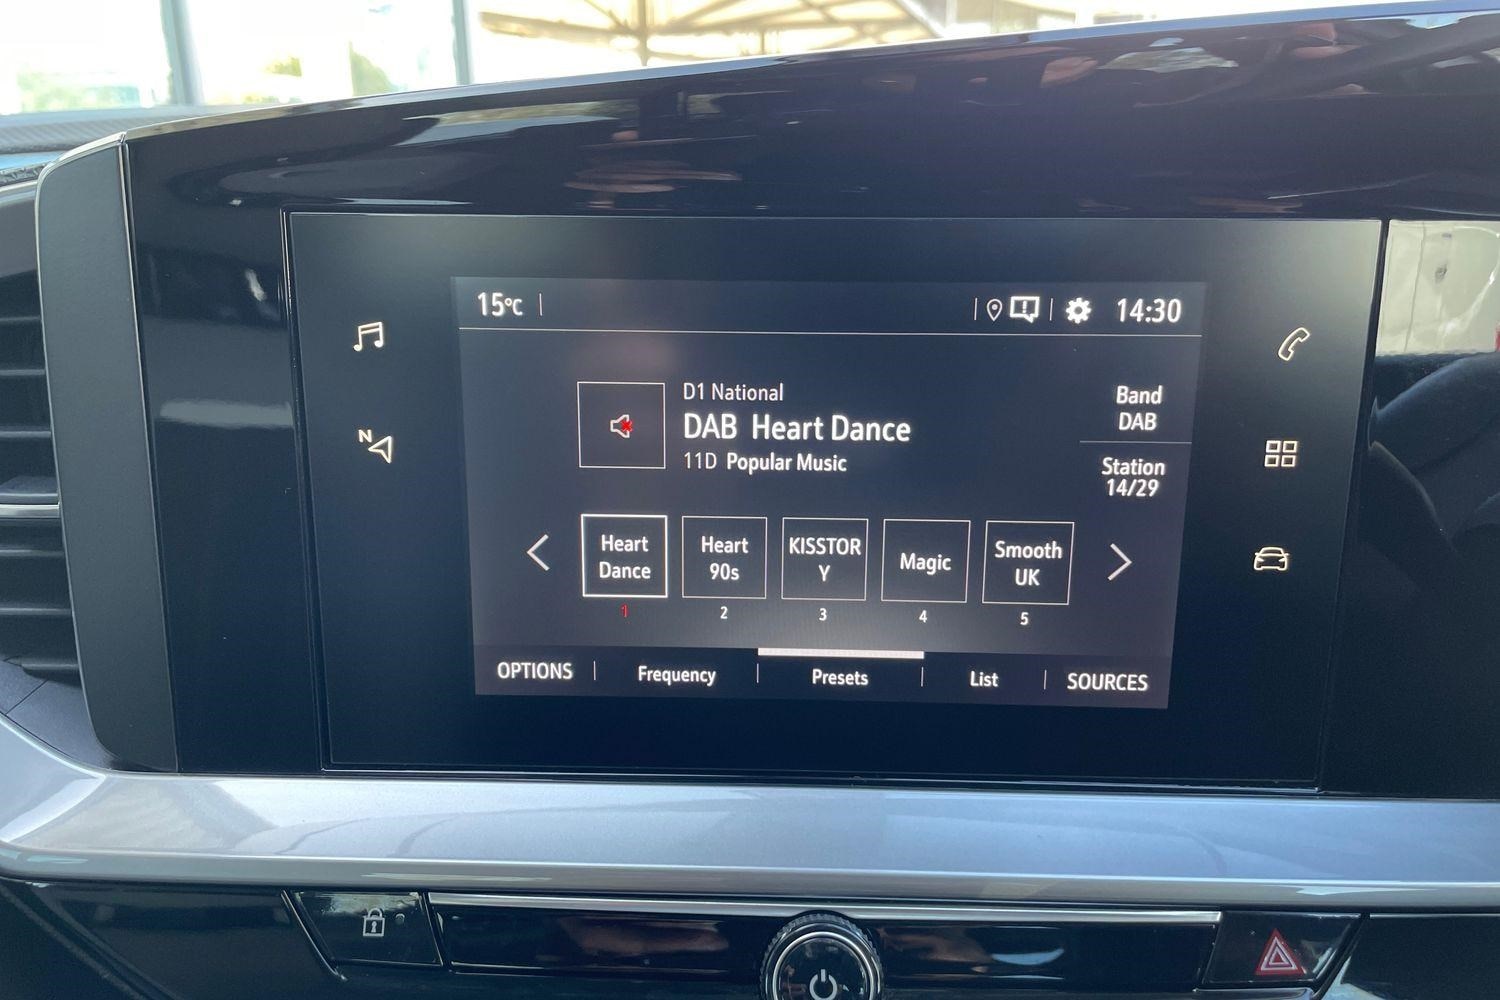 15°C
14:30
N
D1 National
DAB Heart Dance
11D Popular Music
Band
DAB
Station
14/29
Heart
Dance
Heart
90s
KISSTOR
Y
Magic
Smooth
UK
1
2
3
4
5
OPTIONS
Frequency
Presets
List
SOURCES